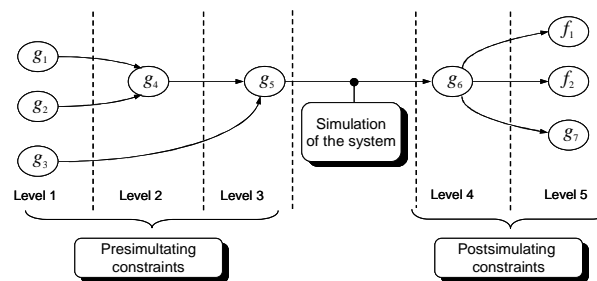 g1
g2
g3
g4
g5
g6
f1
f2
g7
Simulation
of the system
Level 1
Level 2
Level 3
Level 4
Level 5
Presimultating
constraints
Postsimulating
constraints